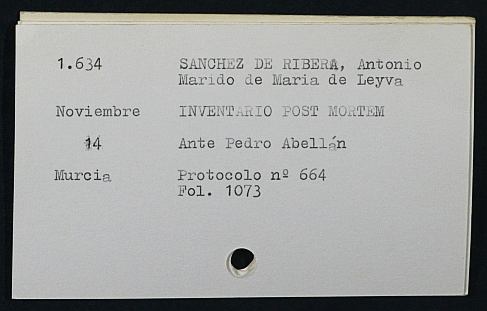 1.634 SANCHEZ DE RIBERA, Antonio
Marido de Maria de Leyva
Noviembre INVENTARIO POST MORTEM
14 Ante Pedro Abellán
Murcia Protocolo nº 664
Fol. 1073